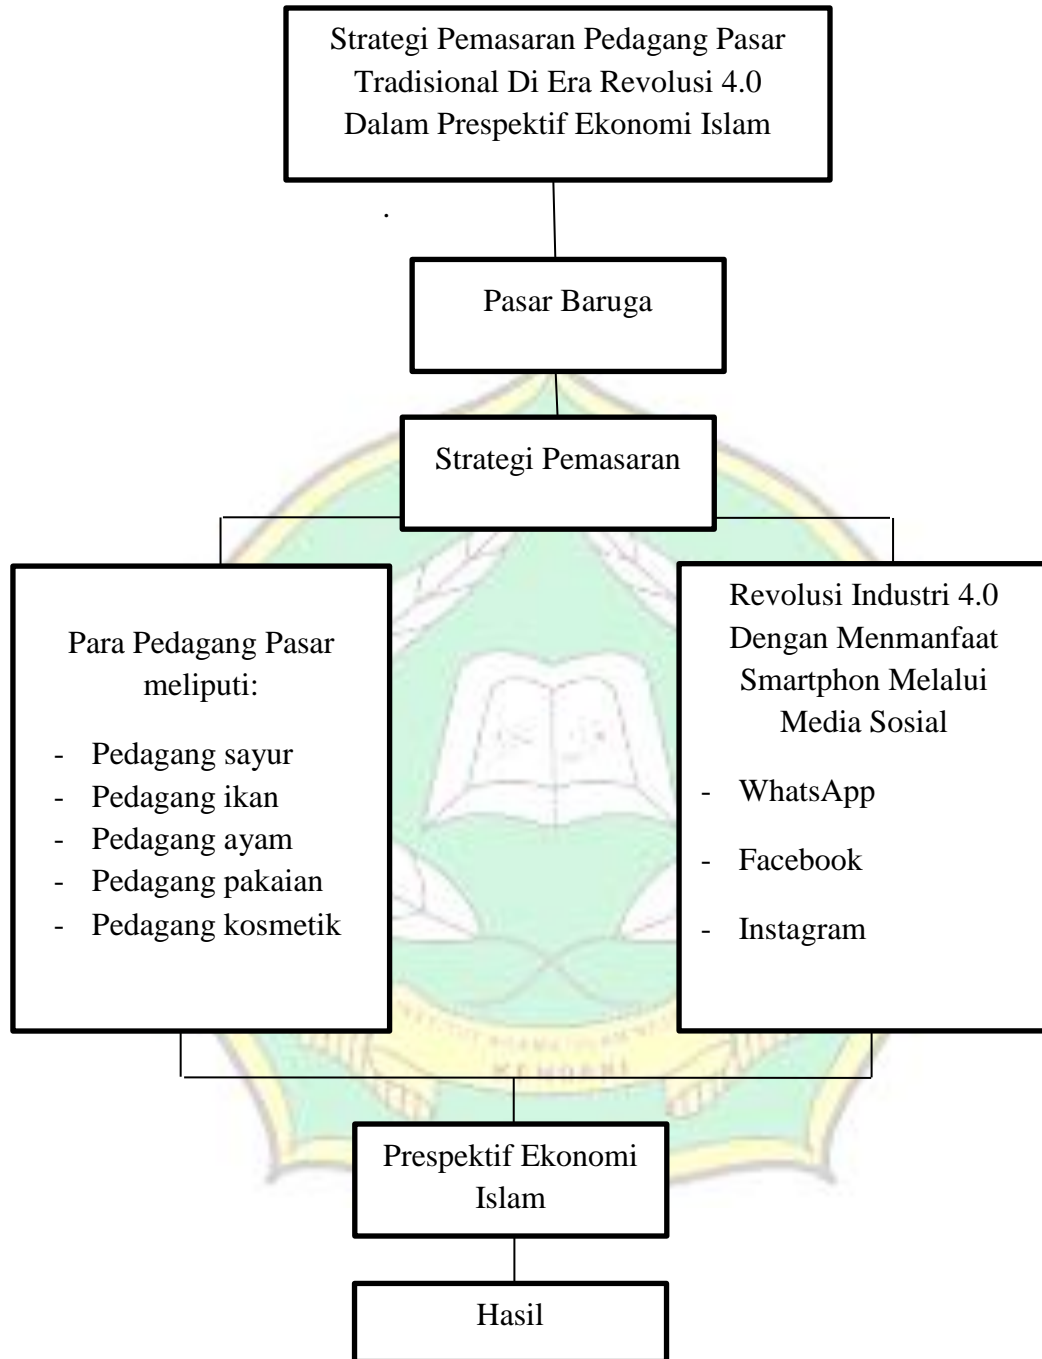 Strategi Pemasaran Pedagang Pasar
Tradisional Di Era Revolusi 4.0
Dalam Prespektif Ekonomi Islam
.
Pasar Baruga
Strategi Pemasaran
Para Pedagang Pasar
meliputi:
- Pedagang sayur
- Pedagang ikan
- Pedagang ayam
- Pedagang pakaian
- Pedagang kosmetik
Revolusi Industri 4.0
Dengan Menmanfaat
Smartphon Melalui
Media Sosial
- WhatsApp
- Facebook
- Instagram
KENDARI
Prespektif Ekonomi
Islam
Hasil